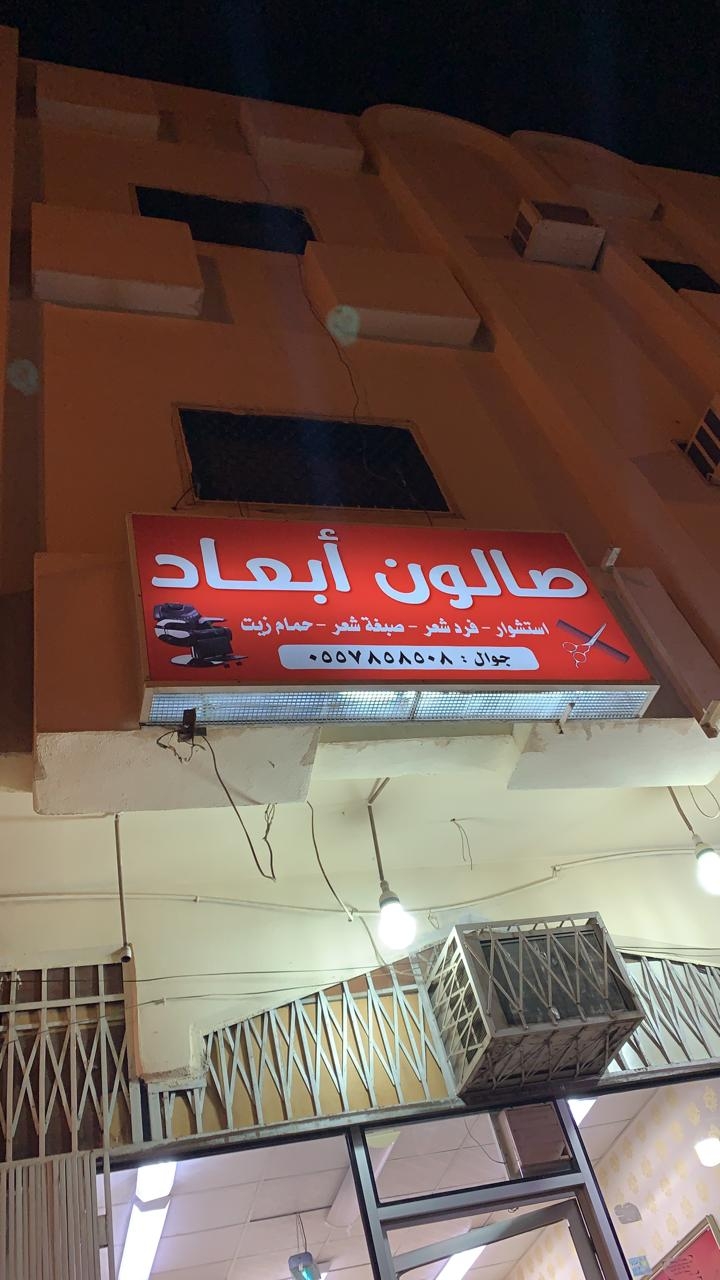 صالون أبعاد
استشوار - فرد شعر - صبغة شعر - حمام زيت
جوال : ٠٥٥٧٨٥٨٥٠٨